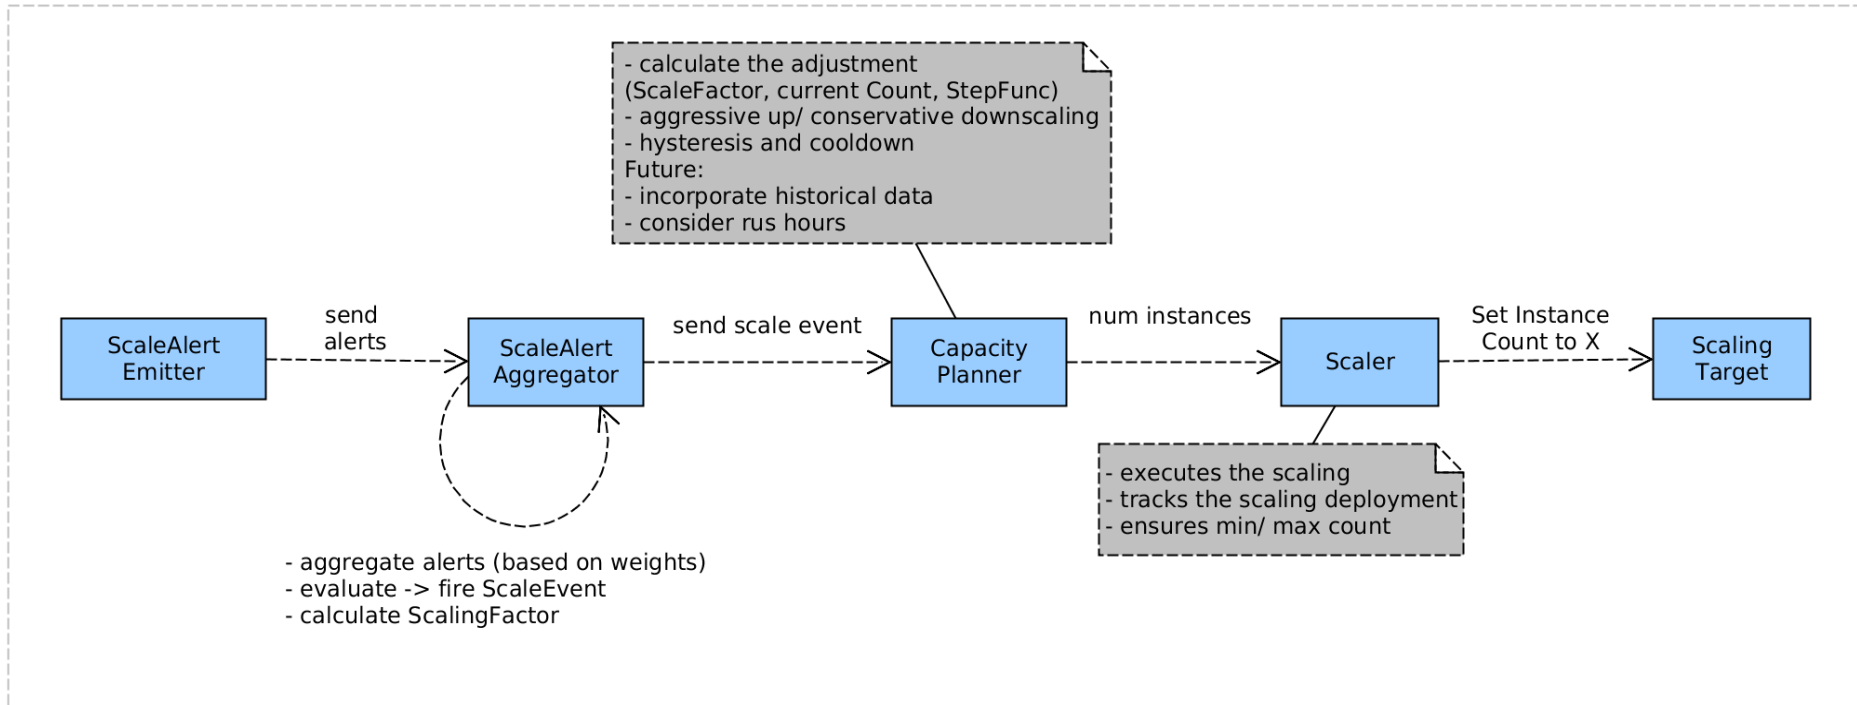 - calculate the adjustment
(ScaleFactor, current Count, StepFunc)
- aggressive up/ conservative downscaling
- hysteresis and cooldown
Future:
- incorporate historical data
- consider rus hours
ScaleAlert
Emitter
send
alerts
ScaleAlert
Aggregator
send scale event
Capacity
Planner
num instances
Scaler
Set Instance
Count to X
Scaling
Target
- executes the scaling
- tracks the scaling deployment
- ensures min/ max count
- aggregate alerts (based on weights)
- evaluate -> fire ScaleEvent
- calculate ScalingFactor